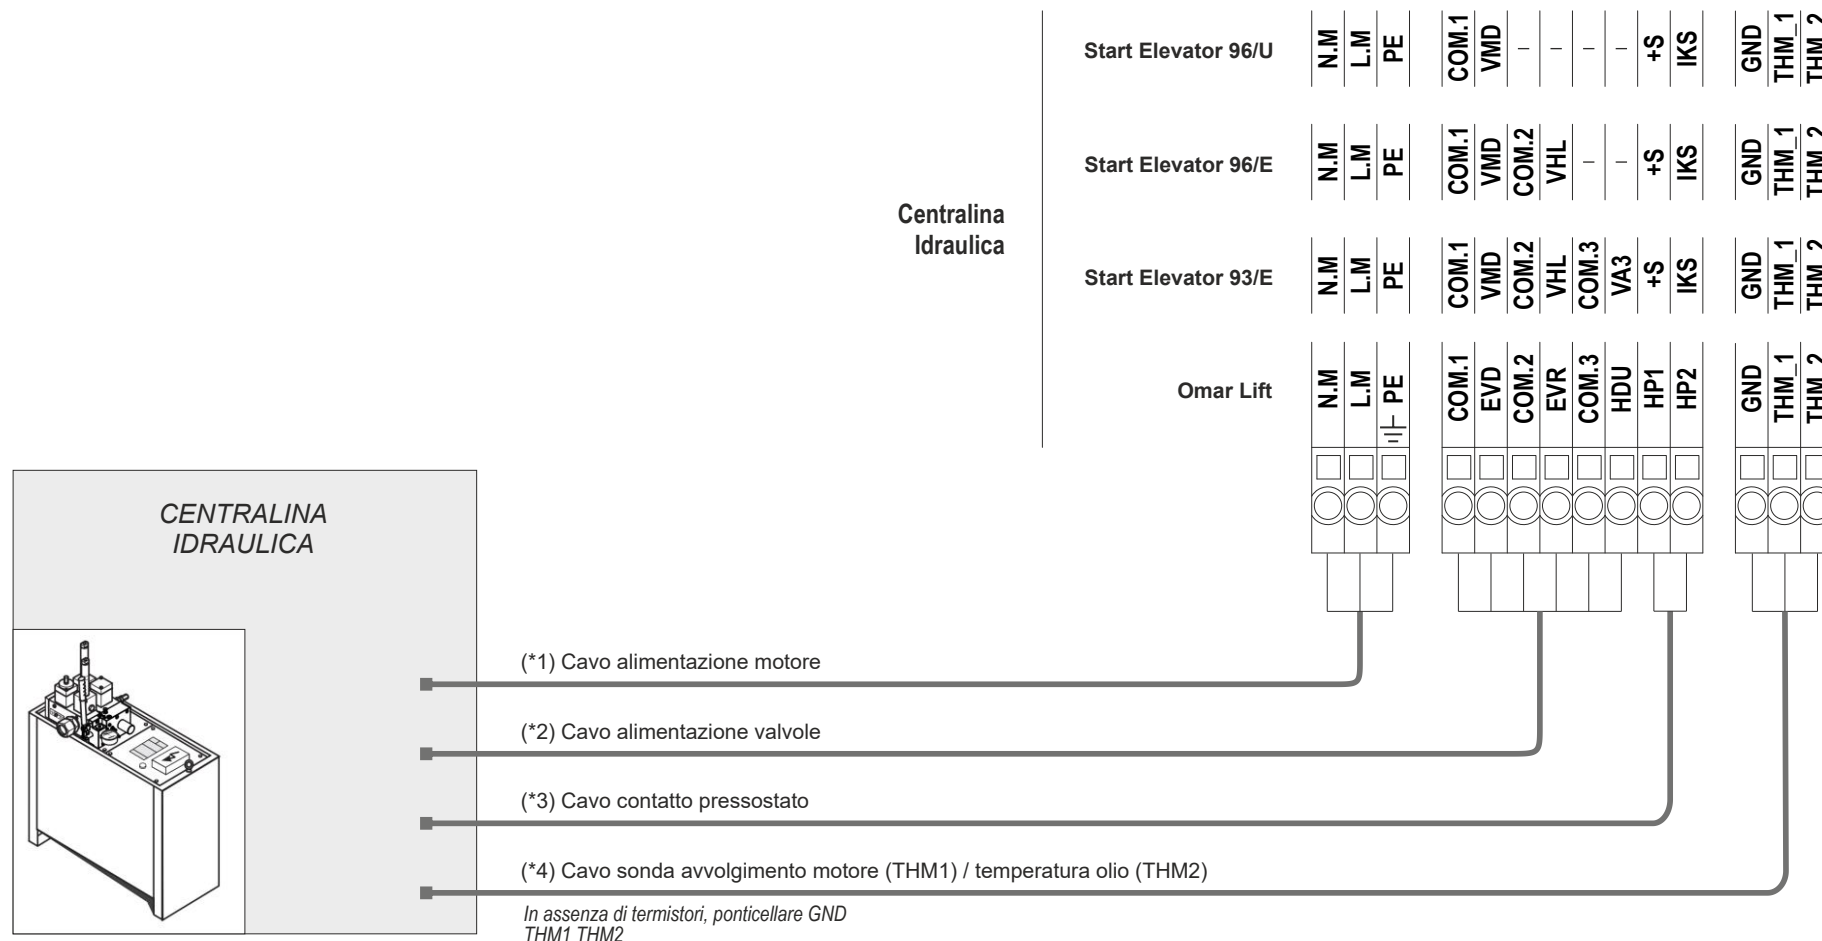 Start Elevator 96/U N.M L.M PE COM.1 VMD – – – – +S IKS GND THM_1 THM_2
Start Elevator 96/E N.M L.M PE COM.1 VMD COM.2 VHL – – +S IKS GND THM_1 THM_2
Centralina
Idraulica
Start Elevator 93/E N.M L.M PE COM.1 VMD COM.2 VHL COM.3 VA3 +S IKS GND THM_1 THM_2
Omar Lift N.M L.M PE COM.1 EVD COM.2 EVR COM.3 HDU HP1 HP2 GND THM_1 THM_2
CENTRALINA
IDRAULICA
(*1) Cavo alimentazione motore
(*2) Cavo alimentazione valvole
(*3) Cavo contatto pressostato
(*4) Cavo sonda avvolgimento motore (THM1) / temperatura olio (THM2)
In assenza di termistori, ponticellare GND
THM1 THM2